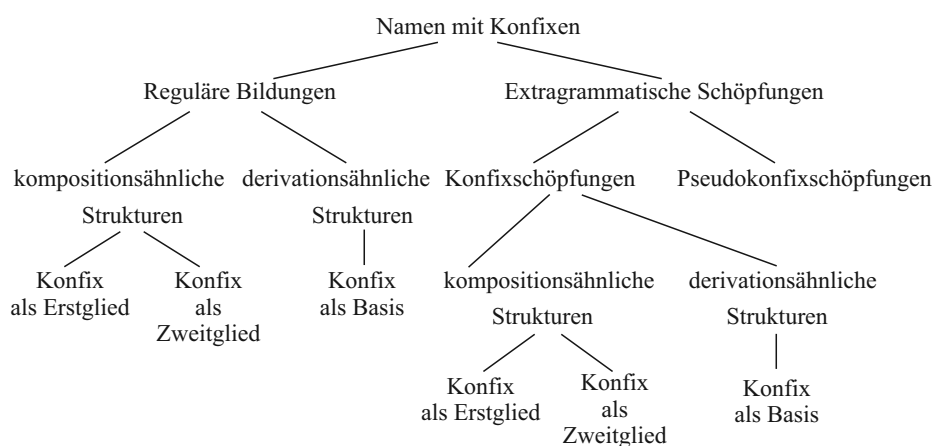 Namen mit Konfixen
Reguläre Bildungen
Extragrammatische Schöpfungen
kompositionsähnliche
Strukturen
derivationsähnliche
Strukturen
Konfixschöpfungen
Pseudokonfixschöpfungen
Konfix
als Erstglied
Konfix
als
Zweitglied
Konfix
als Basis
kompositionsähnliche
Strukturen
derivationsähnliche
Strukturen
Konfix
als Erstglied
Konfix
als
Zweitglied
Konfix
als Basis